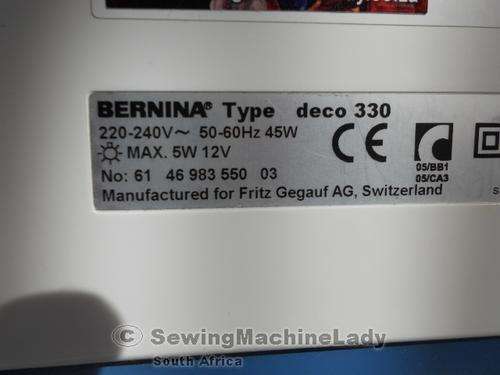 BERNINA® Type deco 330
220-240V~ 50-60Hz 45W
MAX. 5W 12V
No: 61 46 983 550 03
Manufactured for Fritz Gegauf AG, Switzerland
CE
05/BB1
05/CA3
© SewingMachineLady
South Africa